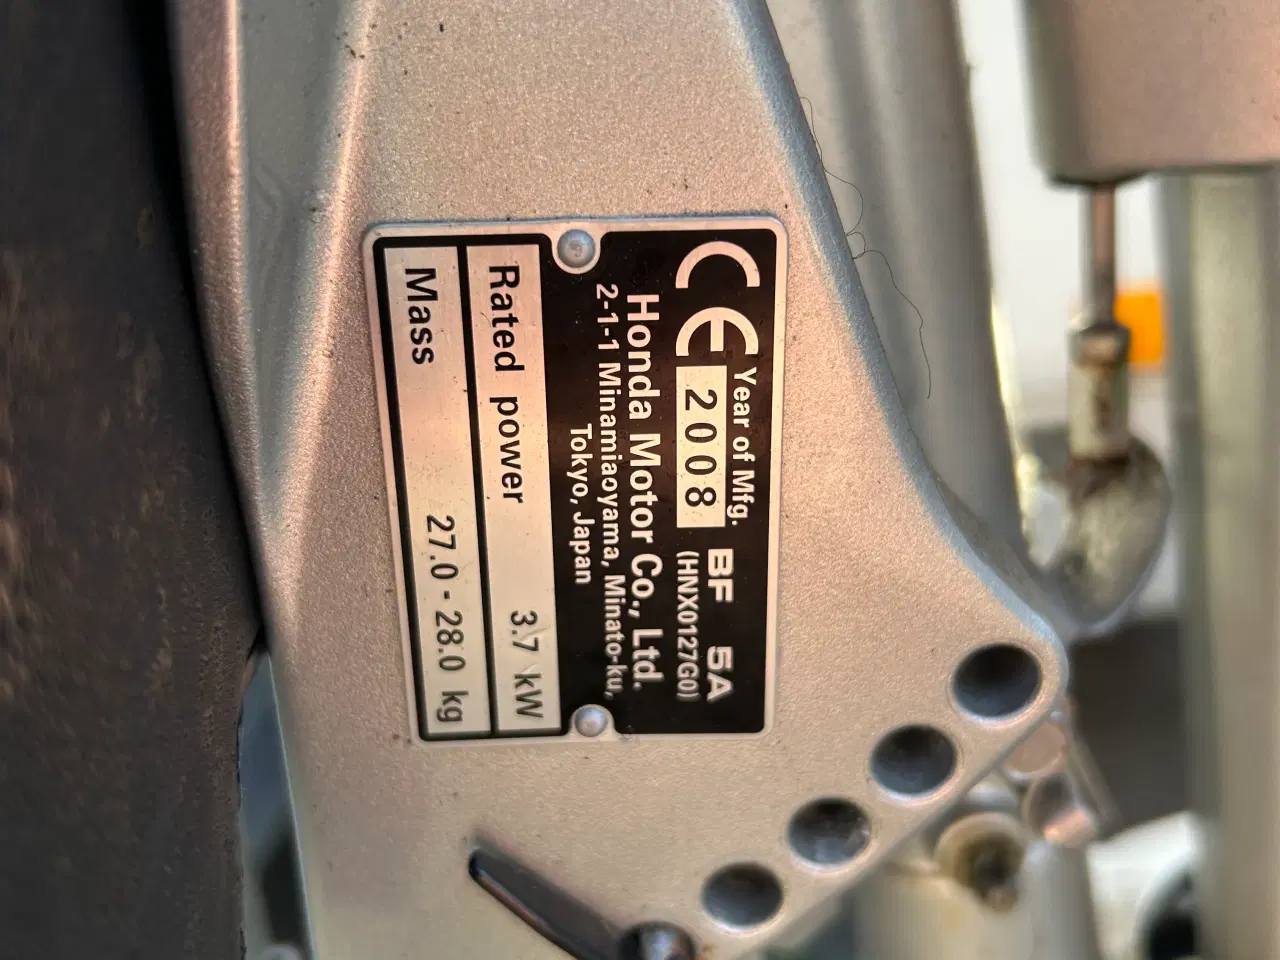 CE Year of Mfg. BF 5A
2008 (HNX0127G0)
Honda Motor Co., Ltd.
2-1-1 Minamiaoyama, Minato-ku,
Tokyo, Japan
Rated power 3.7 kW
Mass 27.0 - 28.0 kg